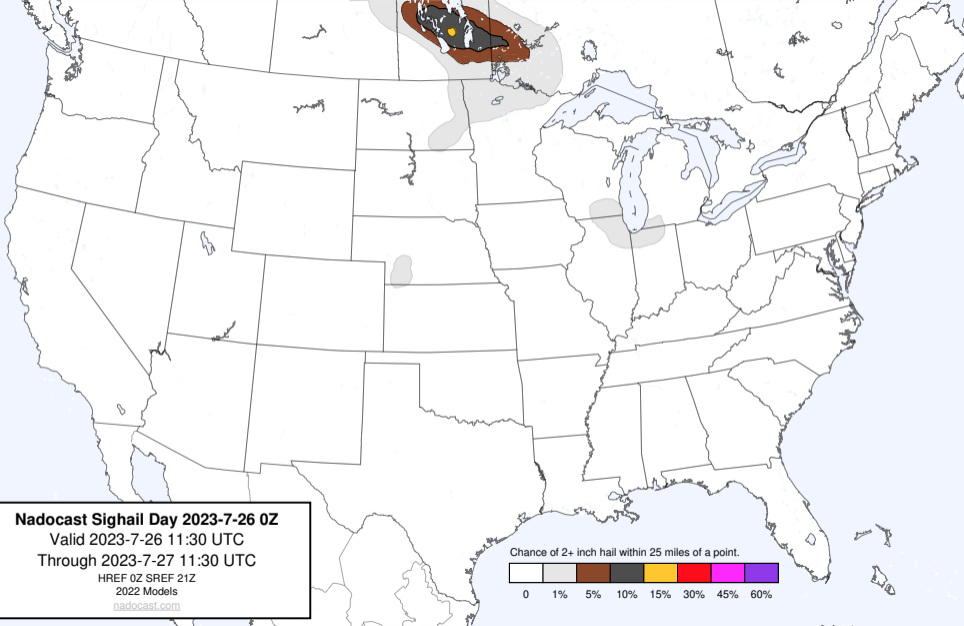 Nadocast Sighail Day 2023-7-26 0Z
Valid 2023-7-26 11:30 UTC
Through 2023-7-27 11:30 UTC
HREF 0Z SREF 21Z
2022 Models
nadocast.com
Chance of 2+ inch hail within 25 miles of a point.
0 1% 5% 10% 15% 30% 45% 60%